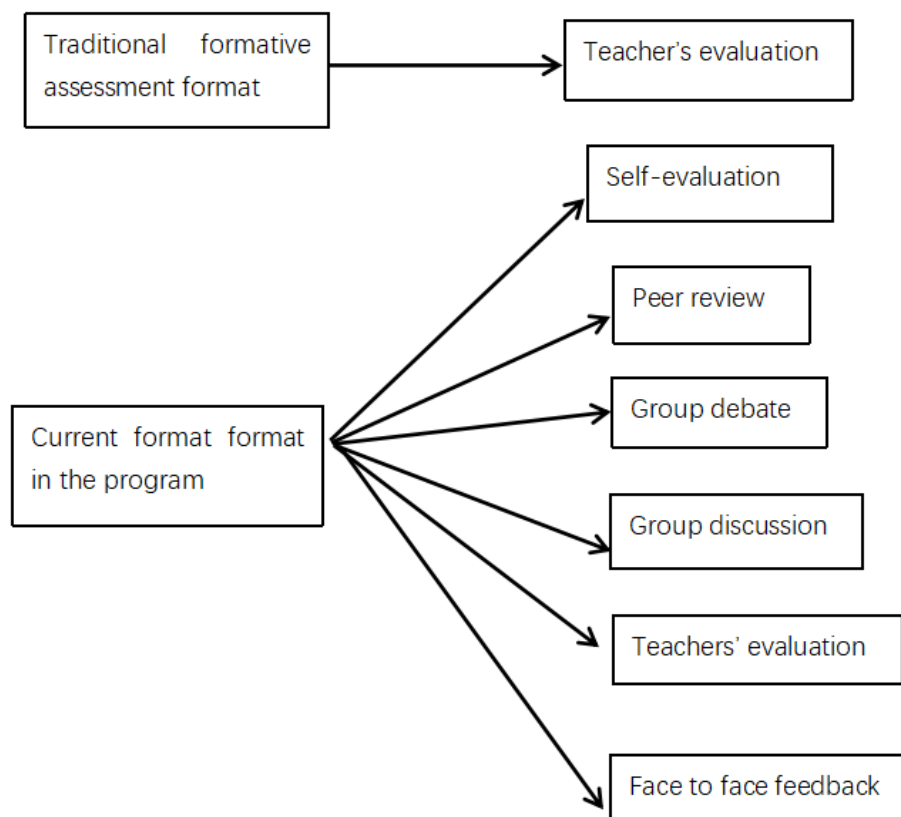 Traditional formative
assessment format
Teacher's evaluation
Self-evaluation
Peer review
Group debate
Current format format
in the program
Group discussion
Teachers' evaluation
Face to face feedback